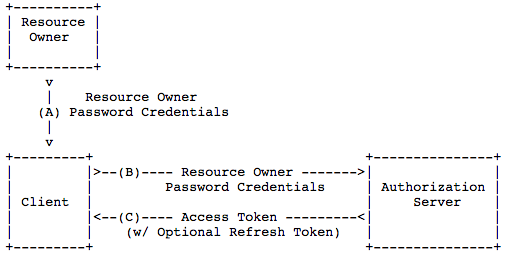 Resource
Owner
v
Resource Owner
(A) Password Credentials
v
>--(B)---- Resource Owner ------->
Password Credentials
Authorization
Client
Server
<--(C)---- Access Token ---------<
(w/ Optional Refresh Token)